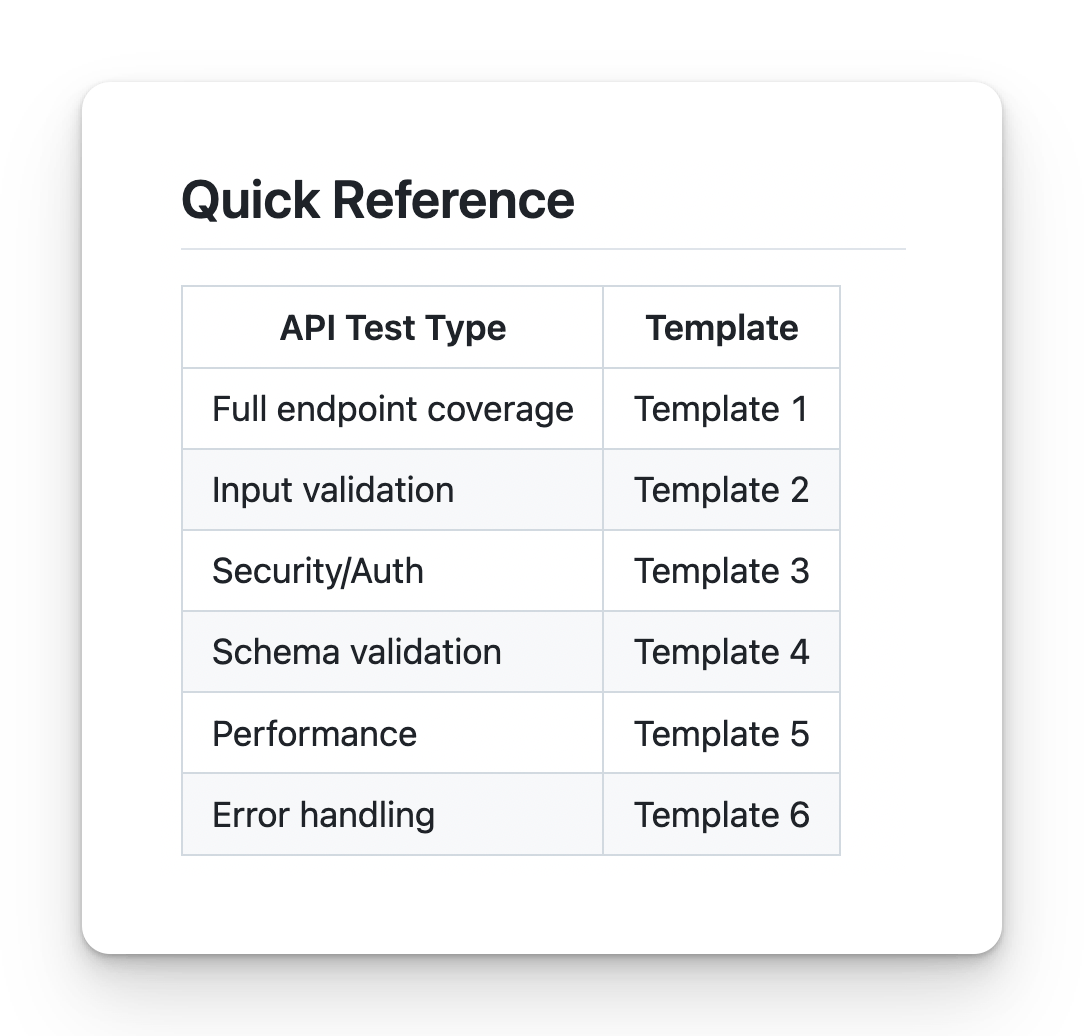 Quick Reference
API Test Type Template
Full endpoint coverage Template 1
Input validation Template 2
Security/Auth Template 3
Schema validation Template 4
Performance Template 5
Error handling Template 6